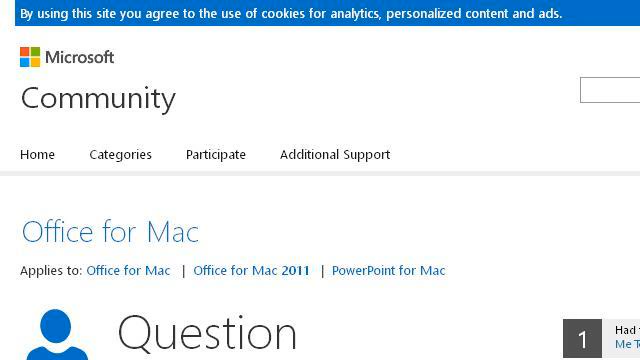 By using this site you agree to the use of cookies for analytics, personalized content and ads.
Microsoft
Community
Home Categories Participate Additional Support
Office for Mac
Applies to: Office for Mac | Office for Mac 2011 | PowerPoint for Mac
Question
1
Had
Me